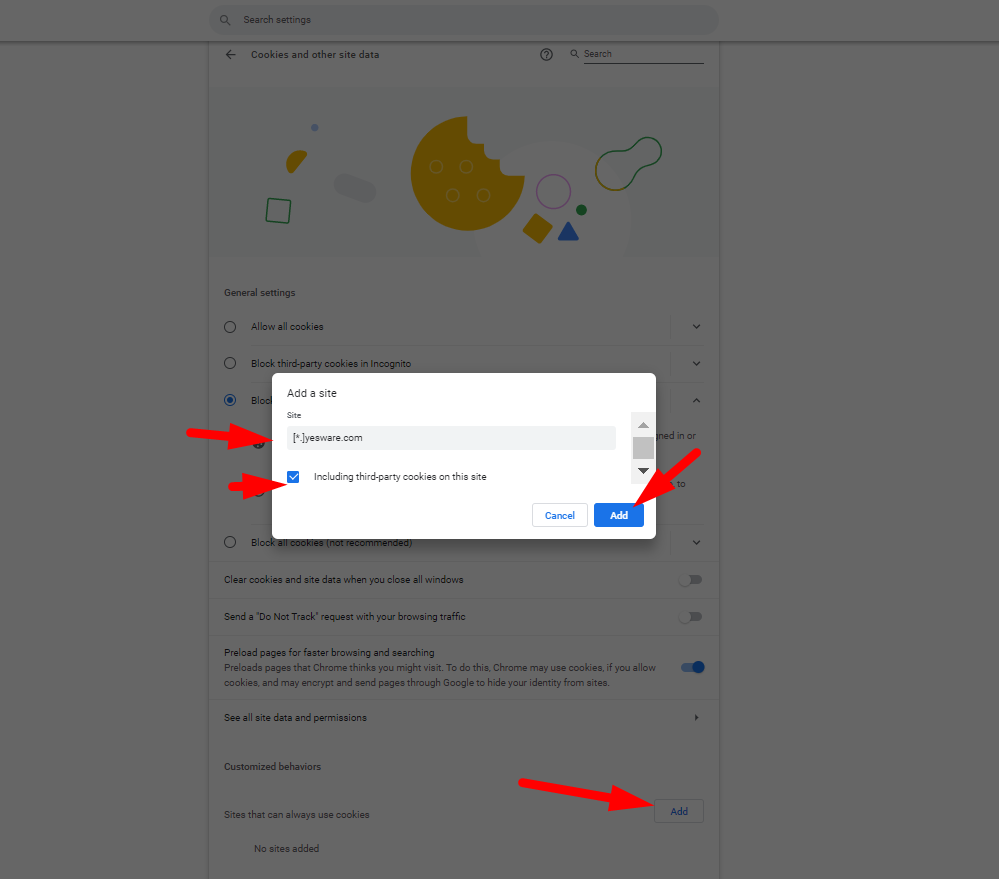 Search settings
Cookies and other site data
Search
General settings
Allow all cookies
Block third-party cookies in Incognito
Bloc
Add a site
Site
[*.]yesware.com
gned in or
Including third-party cookies on this site
, to
Cancel
Add
Block all cookies (not recommended)
Clear cookies and site data when you close all windows
Send a "Do Not Track" request with your browsing traffic
Preload pages for faster browsing and searching
Preloads pages that Chrome thinks you might visit. To do this, Chrome may use cookies, if you allow
cookies, and may encrypt and send pages through Google to hide your identity from sites.
See all site data and permissions
Customized behaviors
Sites that can always use cookies
Add
No sites added